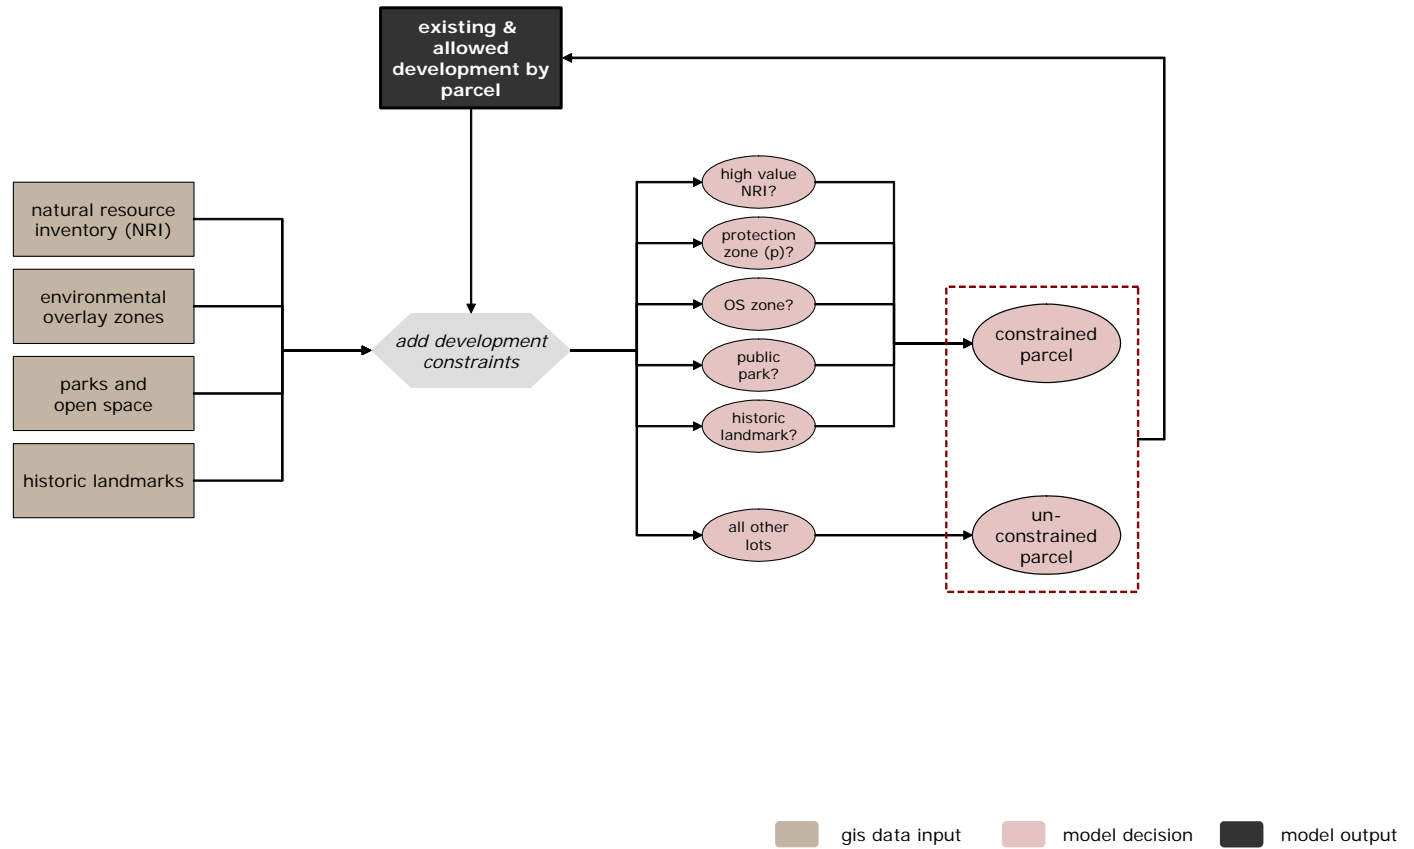 existing &
allowed
development by
parcel
natural resource
inventory (NRI)
environmental
overlay zones
parks and
open space
historic landmarks
add development
constraints
high value
NRI?
protection
zone (p)?
OS zone?
public
park?
historic
landmark?
all other
lots
constrained
parcel
un-
constrained
parcel
gis data input
model decision
model output